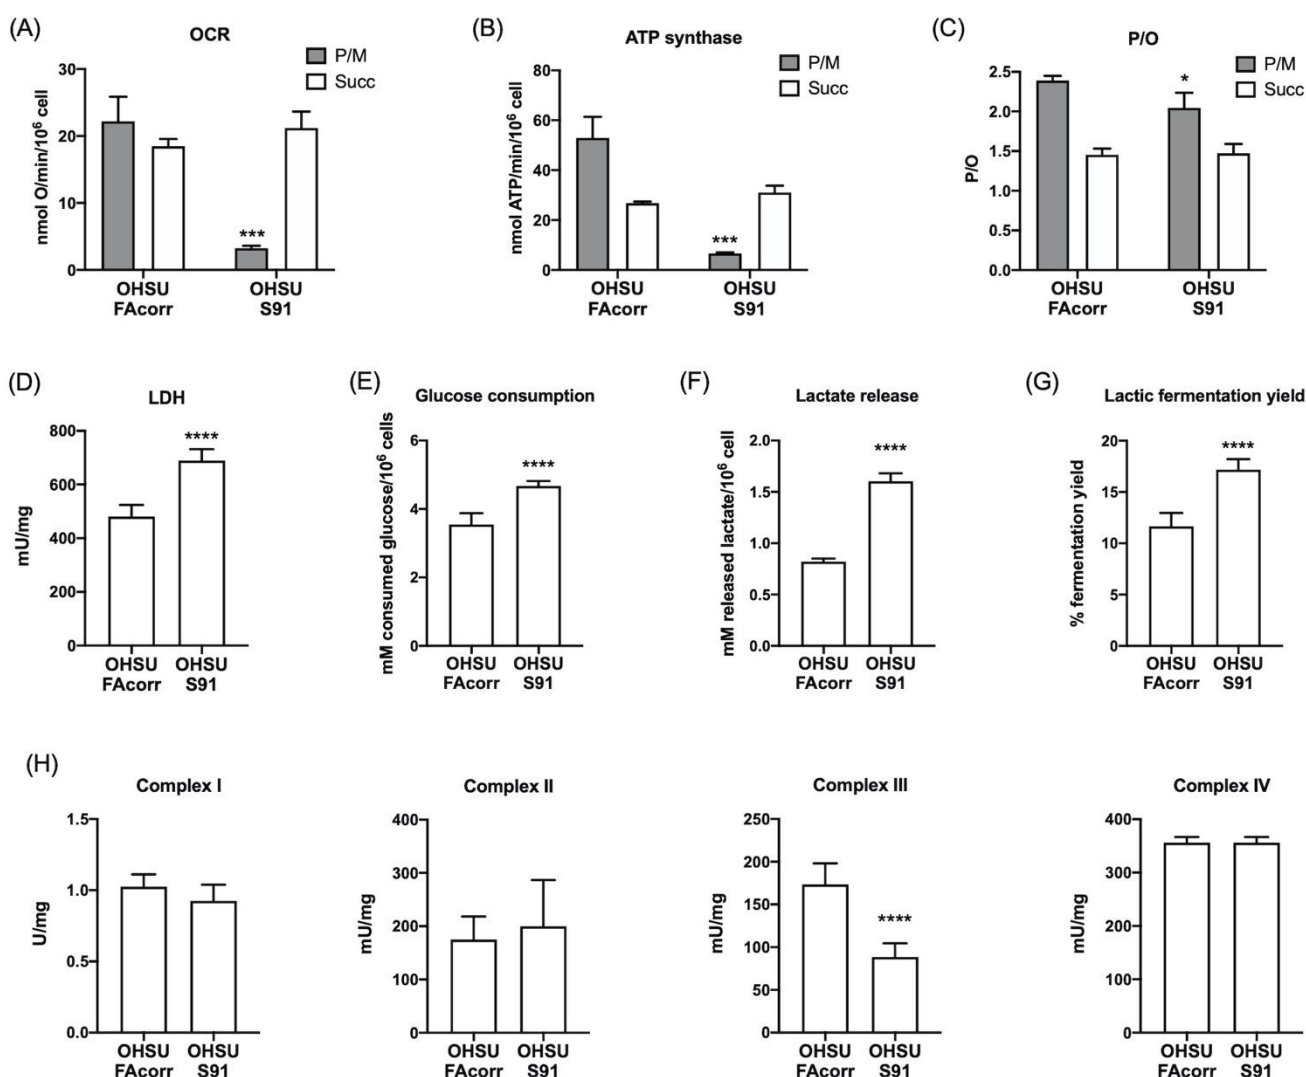 (A)
OCR
P/M
Succ
nmol O/min/10⁶ cell
30
20
10
0
***
OHSU
FAcorr
OHSU
S91
(B)
ATP synthase
P/M
Succ
nmol ATP/min/10⁶ cell
80
60
40
20
0
***
OHSU
FAcorr
OHSU
S91
(C)
P/O
P/M
Succ
P/O
2.5
2.0
1.5
1.0
0.5
0.0
*
OHSU
FAcorr
OHSU
S91
(D)
LDH
mU/mg
800
600
400
200
0
****
OHSU
FAcorr
OHSU
S91
(E)
Glucose consumption
mM consumed glucose/10⁶ cells
6
4
2
0
****
OHSU
FAcorr
OHSU
S91
(F)
Lactate release
mM released lactate/10⁶ cell
2.0
1.5
1.0
0.5
0.0
****
OHSU
FAcorr
OHSU
S91
(G)
Lactic fermentation yield
% fermentation yield
20
15
10
5
0
****
OHSU
FAcorr
OHSU
S91
(H)
Complex I
U/mg
1.5
1.0
0.5
0.0
OHSU
FAcorr
OHSU
S91
Complex II
mU/mg
400
300
200
100
0
OHSU
FAcorr
OHSU
S91
Complex III
mU/mg
250
200
150
100
50
0
****
OHSU
FAcorr
OHSU
S91
Complex IV
mU/mg
400
300
200
100
0
OHSU
FAcorr
OHSU
S91